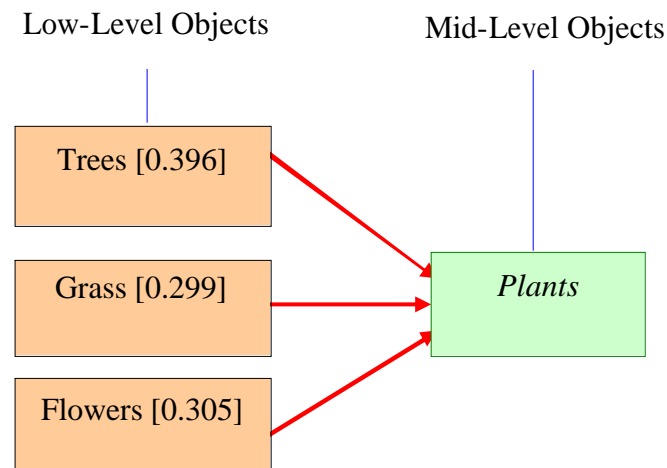 Low-Level Objects
Mid-Level Objects
Trees [0.396]
Grass [0.299]
Plants
Flowers [0.305]